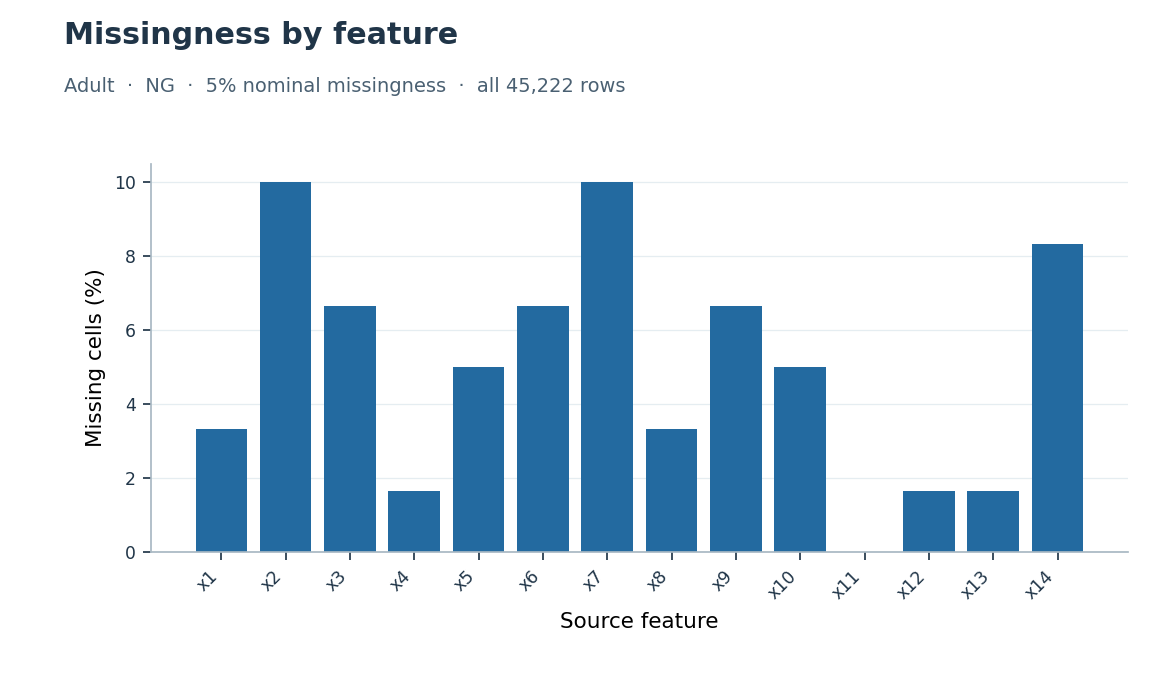 Missingness by feature
Adult · NG · 5% nominal missingness · all 45,222 rows
10
8
6
4
2
0
Missing cells (%)
x1 x2 x3 x4 x5 x6 x7 x8 x9 x10 x11 x12 x13 x14
Source feature